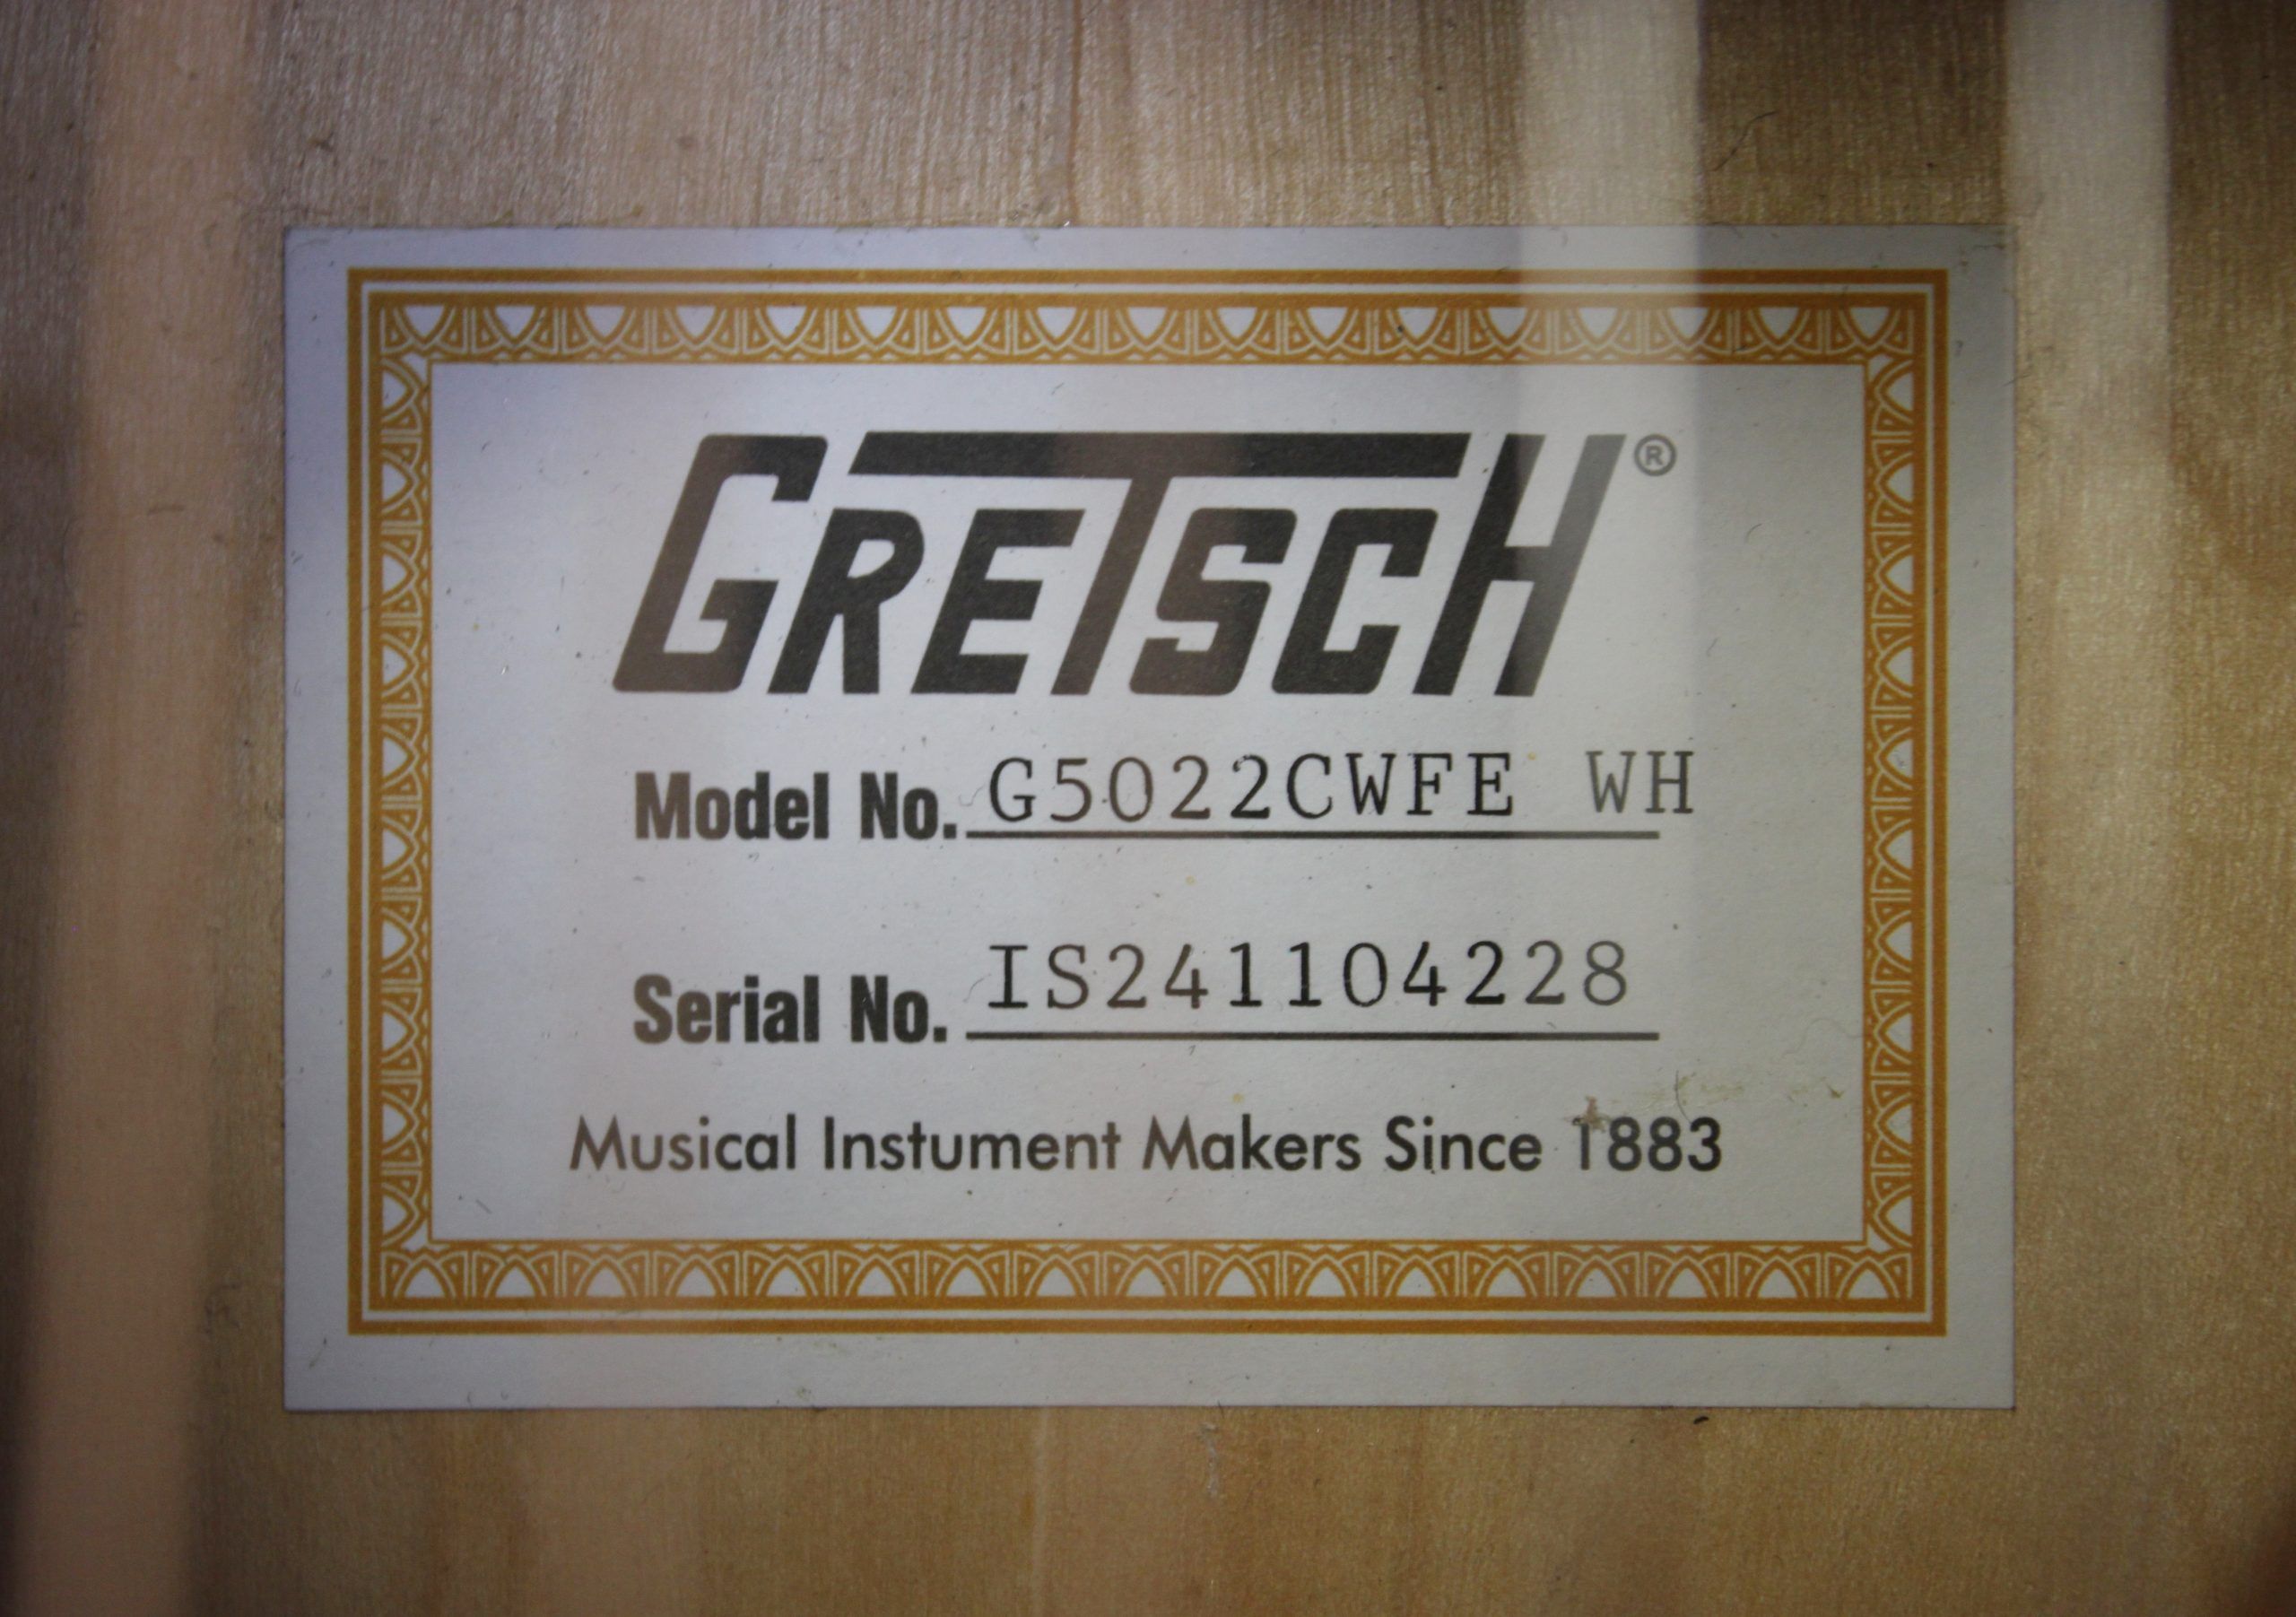 GRETSCH®
Model No. G5022CWFE WH
Serial No. IS241104228
Musical Instument Makers Since 1883